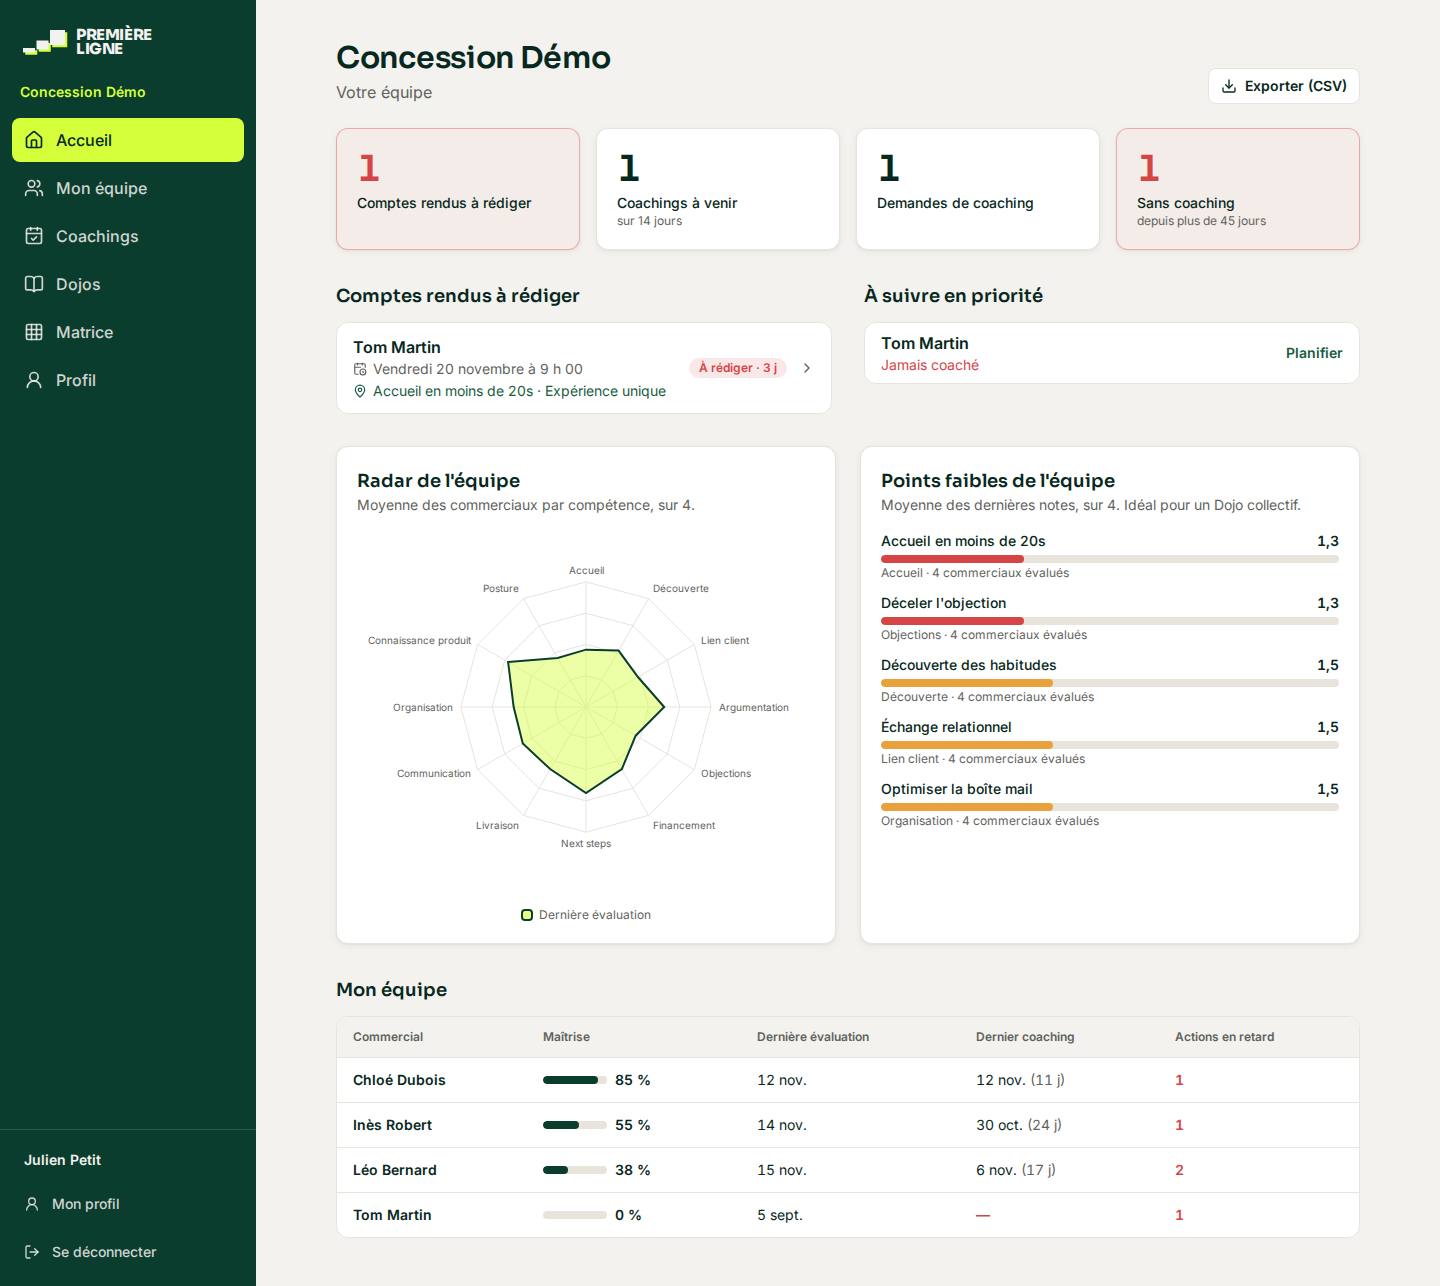 PREMIÈRE
LIGNE
Concession Démo
Accueil
Mon équipe
Coachings
Dojos
Matrice
Profil
Julien Petit
Mon profil
Se déconnecter
Concession Démo
Votre équipe
Exporter (CSV)
1
Comptes rendus à rédiger
1
Coachings à venir
sur 14 jours
1
Demandes de coaching
1
Sans coaching
depuis plus de 45 jours
Comptes rendus à rédiger
Tom Martin
Vendredi 20 novembre à 9 h 00
Accueil en moins de 20s · Expérience unique
À rédiger · 3 j
À suivre en priorité
Tom Martin
Jamais coaché
Planifier
Radar de l'équipe
Moyenne des commerciaux par compétence, sur 4.
Accueil
Découverte
Lien client
Argumentation
Objections
Financement
Next steps
Livraison
Communication
Organisation
Connaissance produit
Posture
Dernière évaluation
Points faibles de l'équipe
Moyenne des dernières notes, sur 4. Idéal pour un Dojo collectif.
Accueil en moins de 20s 1,3
Accueil · 4 commerciaux évalués
Déceler l'objection 1,3
Objections · 4 commerciaux évalués
Découverte des habitudes 1,5
Découverte · 4 commerciaux évalués
Échange relationnel 1,5
Lien client · 4 commerciaux évalués
Optimiser la boîte mail 1,5
Organisation · 4 commerciaux évalués
Mon équipe
Commercial Maîtrise Dernière évaluation Dernier coaching Actions en retard
Chloé Dubois 85 % 12 nov. 12 nov. (11 j) 1
Inès Robert 55 % 14 nov. 30 oct. (24 j) 1
Léo Bernard 38 % 15 nov. 6 nov. (17 j) 2
Tom Martin 0 % 5 sept. — 1